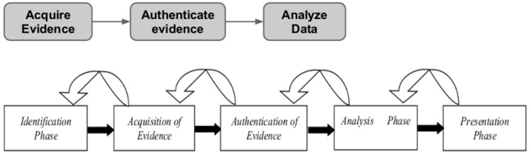 Acquire
Evidence
Authenticate
evidence
Analyze
Data
Identification
Phase
Acquisition of
Evidence
Authentication of
Evidence
Analysis Phase
Presentation
Phase